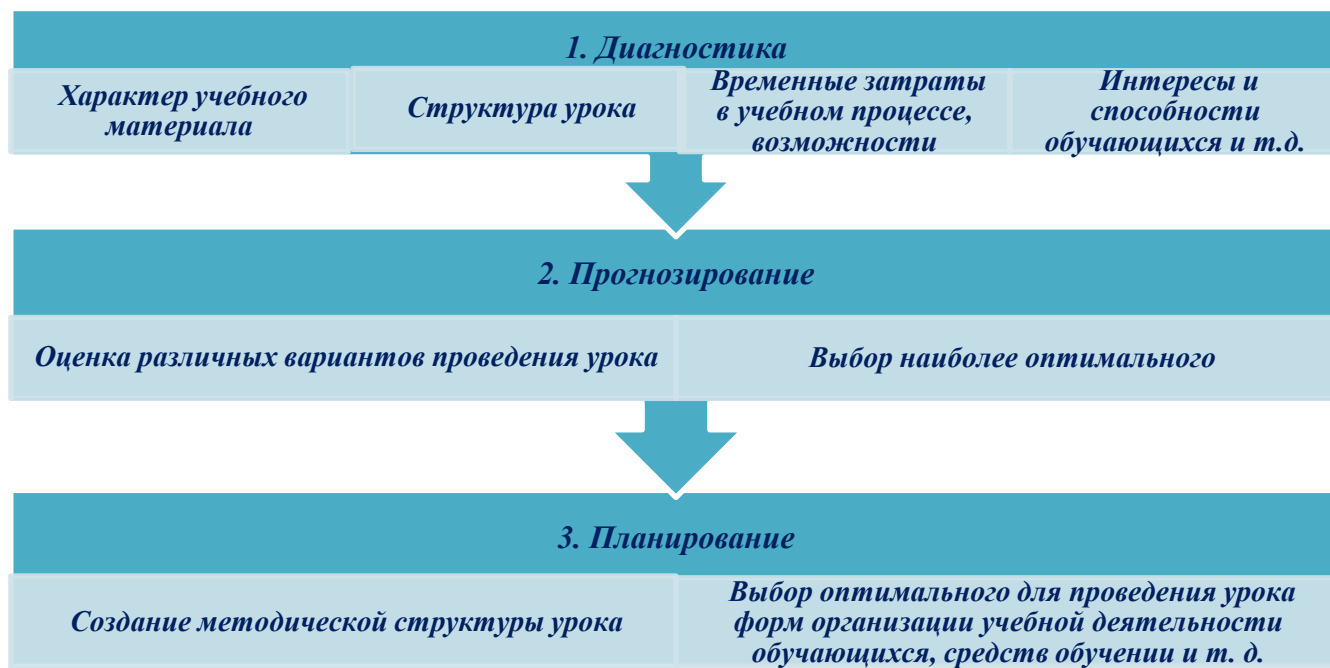 1. Диагностика
Характер учебного
материала
Структура урока
Временные затраты
в учебном процессе,
возможности
Интересы и
способности
обучающихся и т.д.
2. Прогнозирование
Оценка различных вариантов проведения урока
Выбор наиболее оптимального
3. Планирование
Создание методической структуры урока
Выбор оптимального для проведения урока
форм организации учебной деятельности
обучающихся, средств обучении и т. д.